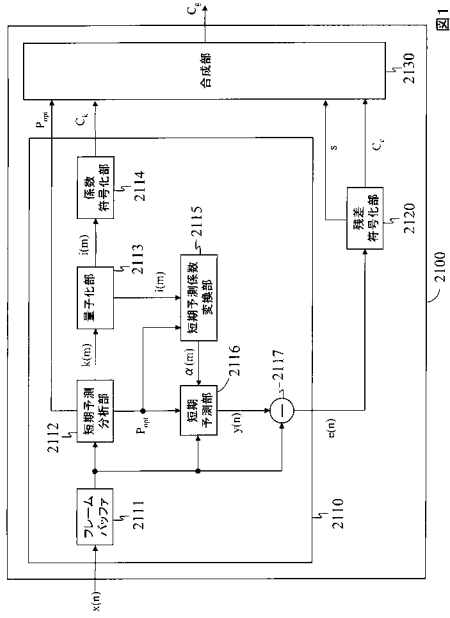 図1
x(n)
フレーム
バッファ
2111
2112
短期予測
分析部
k(m)
量子化部
2113
i(m)
係数
符号化部
2114
P_opt
C_k
合成部
2130
C_g
P_opt
i(m)
短期予測係数
変換部
2115
α(m)
短期
予測部
2116
y(n)
−
2117
e(n)
2110
残差
符号化部
2120
s
C_e
2100